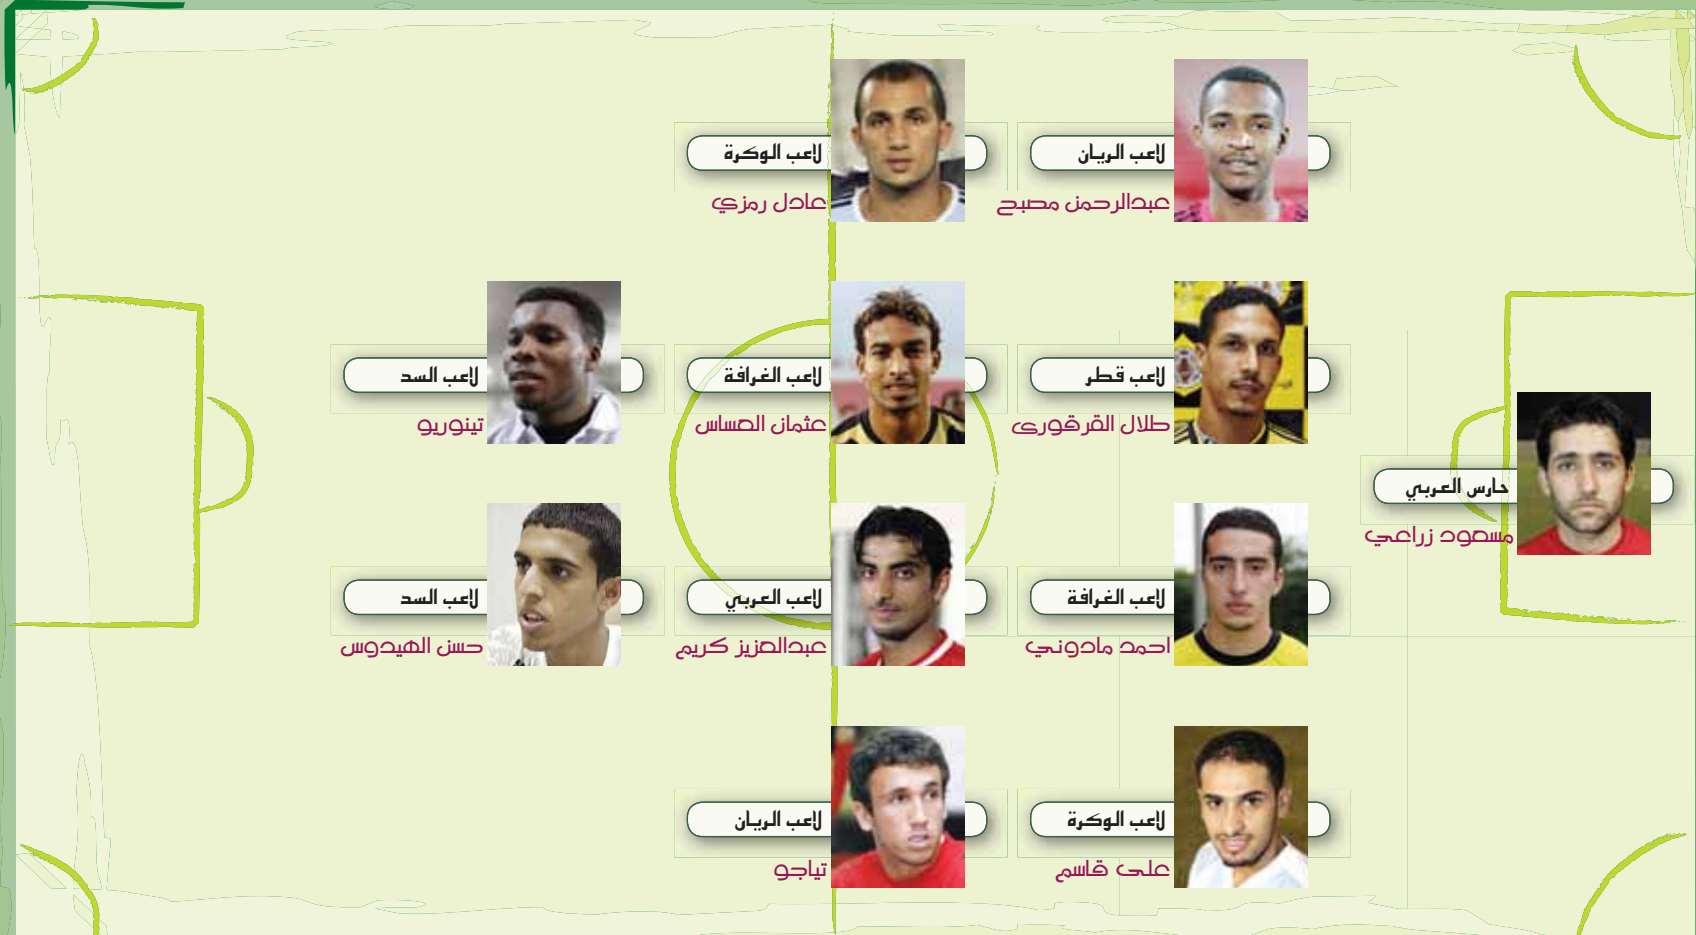 لاعب الريان
عبدالرحمن مصبح
لاعب الوكرة
عادل رمزي
لاعب قطر
طلال القرقورى
لاعب الغرافة
عثمان العساس
لاعب السد
تينوريو
حارس العربي
مسعود زراعي
لاعب الغرافة
احمد مادوني
لاعب العربي
عبدالعزيز كريم
لاعب السد
حسن الهيدوس
لاعب الوكرة
على قاسم
لاعب الريان
تياجو